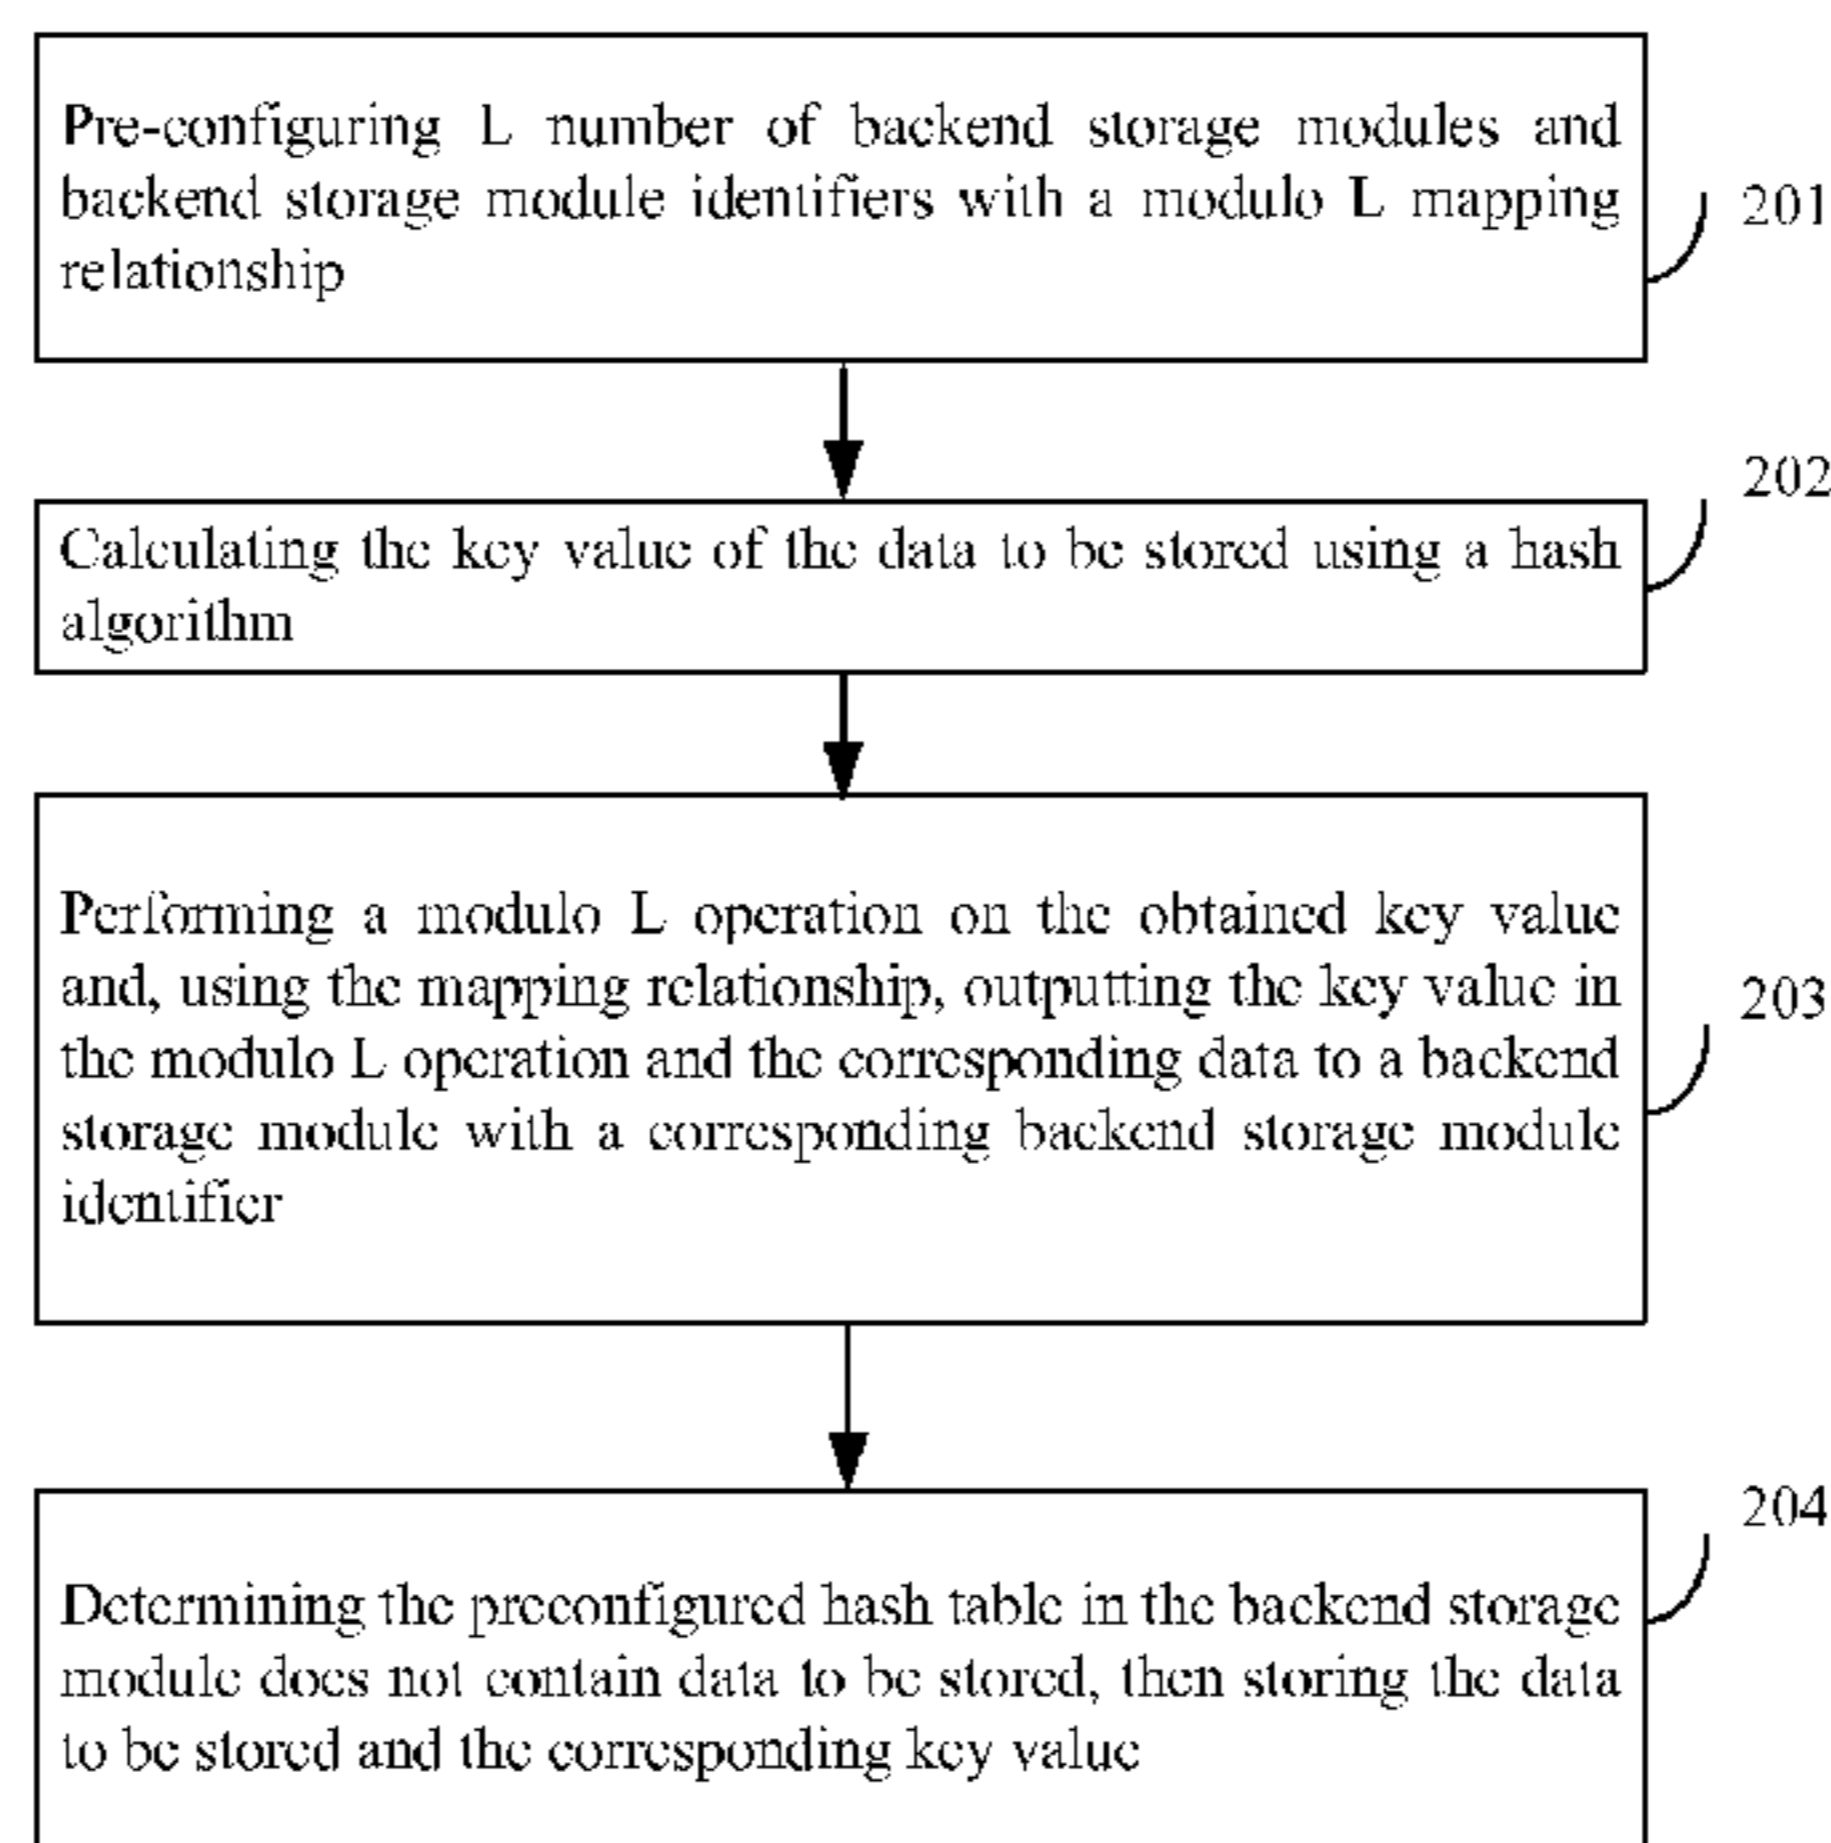 Pre-configuring L number of backend storage modules and
backend storage module identifiers with a modulo L mapping
relationship
201
202
Calculating the key value of the data to be stored using a hash
algorithm
Performing a modulo L operation on the obtained key value
and, using the mapping relationship, outputting the key value in
the modulo L operation and the corresponding data to a backend
storage module with a corresponding backend storage module
identifier
203
204
Determining the preconfigured hash table in the backend storage
module does not contain data to be stored, then storing the data
to be stored and the corresponding key value